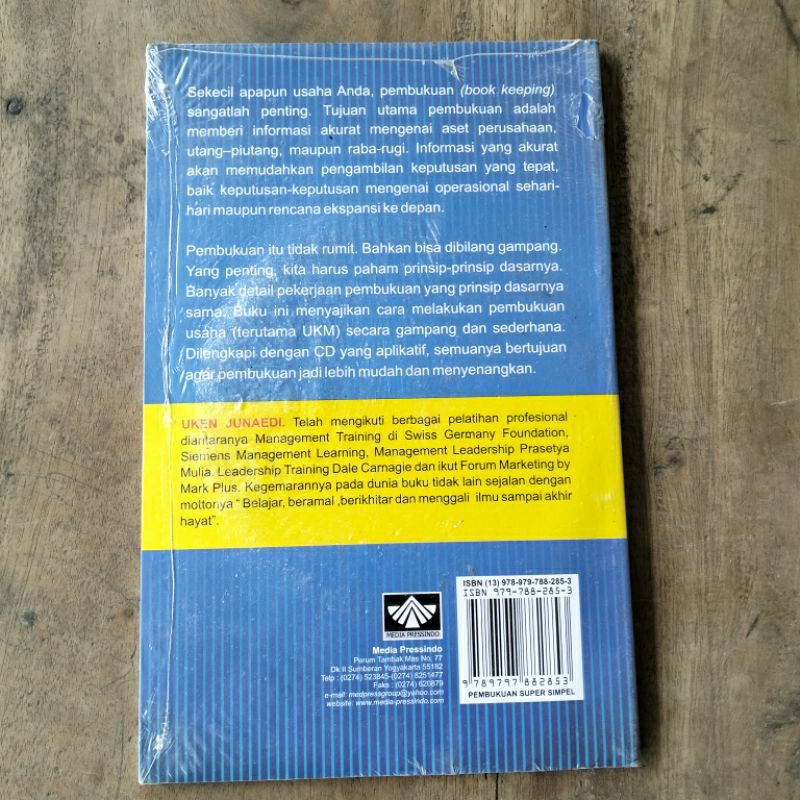 Sekecil apapun usaha Anda, pembukuan (book keeping)
sangatlah penting. Tujuan utama pembukuan adalah
memberi informasi akurat mengenai aset perusahaan,
utang–piutang, maupun raba-rugi. Informasi yang akurat
akan memudahkan pengambilan keputusan yang tepat,
baik keputusan-keputusan mengenai operasional sehari-
hari maupun rencana ekspansi ke depan.
Pembukuan itu tidak rumit. Bahkan bisa dibilang gampang.
Yang penting, kita harus paham prinsip-prinsip dasarnya.
Banyak detail pekerjaan pembukuan yang prinsip dasarnya
sama. Buku ini menyajikan cara melakukan pembukuan
usaha (terutama UKM) secara gampang dan sederhana.
Dilengkapi dengan CD yang aplikatif, semuanya bertujuan
agar pembukuan jadi lebih mudah dan menyenangkan.
UKEN JUNAEDI. Telah mengikuti berbagai pelatihan profesional
diantaranya Management Training di Swiss Germany Foundation,
Siemens Management Learning, Management Leadership Prasetya
Mulia. Leadership Training Dale Carnagie dan ikut Forum Marketing by
Mark Plus. Kegemarannya pada dunia buku tidak lain sejalan dengan
mottonya " Belajar, beramal ,berikhitar dan menggali ilmu sampai akhir
hayat".
MEDIA PRESSINDO
Media Pressindo
Perum Tambak Mas No. 77
Dk II Sumberan Yogyakarta 55182
Telp : (0274) 523845-(0274) 8251477
Faks : (0274) 620879
e-mail: medpressgroup@yahoo.com
website: www.media-pressindo.com
ISBN (13) 978-979-788-285-3
ISBN 979-788-285-3
9 789797 882853
PEMBUKUAN SUPER SIMPEL